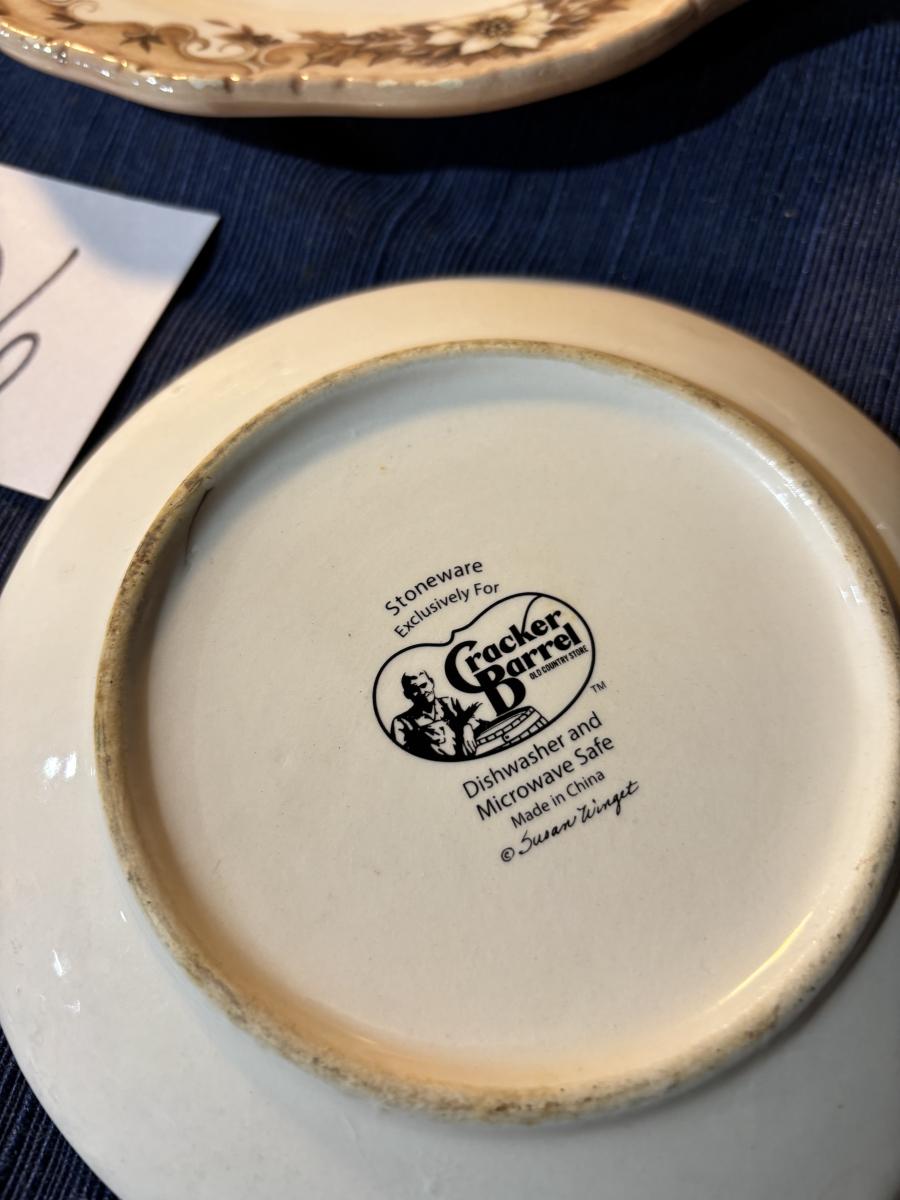 Stoneware
Exclusively For
Cracker
Barrel
OLD COUNTRY STORE
TM
Dishwasher and
Microwave Safe
Made in China
© Susan Winget